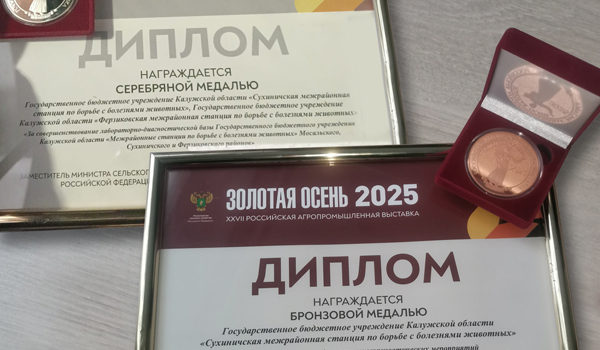 ДИПЛОМ
НАГРАЖДАЕТСЯ
СЕРЕБРЯНОЙ МЕДАЛЬЮ
Государственное бюджетное учреждение Калужской области «Сухиничская межрайонная
станция по борьбе с болезнями животных», Государственное бюджетное учреждение
Калужской области «Ферзиковская межрайонная станция по борьбе с болезнями животных»
«За совершенствование лабораторно-диагностической базы Государственного бюджетного учреждения
Калужской области «Межрайонные станции по борьбе с болезнями животных» Мосальского,
Сухиничского и Ферзиковского районов»
ЗАМЕСТИТЕЛЬ МИНИСТРА СЕЛЬСКОГО
РОССИЙСКОЙ ФЕДЕРАЦИИ
ЗОЛОТАЯ ОСЕНЬ 2025
XXVII РОССИЙСКАЯ АГРОПРОМЫШЛЕННАЯ ВЫСТАВКА
ДИПЛОМ
НАГРАЖДАЕТСЯ
БРОНЗОВОЙ МЕДАЛЬЮ
Государственное бюджетное учреждение Калужской области
«Сухиничская межрайонная станция по борьбе с болезнями животных»
мероприятий